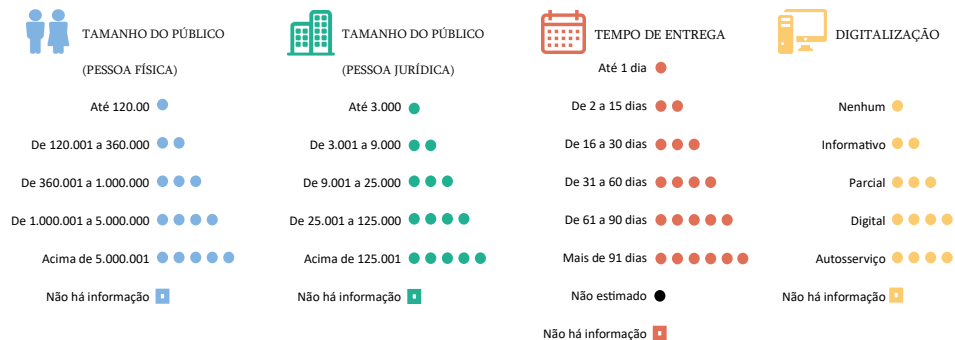 TAMANHO DO PÚBLICO
(PESSOA FÍSICA)
Até 120.00
De 120.001 a 360.000
De 360.001 a 1.000.000
De 1.000.001 a 5.000.000
Acima de 5.000.001
Não há informação
TAMANHO DO PÚBLICO
(PESSOA JURÍDICA)
Até 3.000
De 3.001 a 9.000
De 9.001 a 25.000
De 25.001 a 125.000
Acima de 125.001
Não há informação
TEMPO DE ENTREGA
Até 1 dia
De 2 a 15 dias
De 16 a 30 dias
De 31 a 60 dias
De 61 a 90 dias
Mais de 91 dias
Não estimado
Não há informação
DIGITALIZAÇÃO
Nenhum
Informativo
Parcial
Digital
Autosserviço
Não há informação